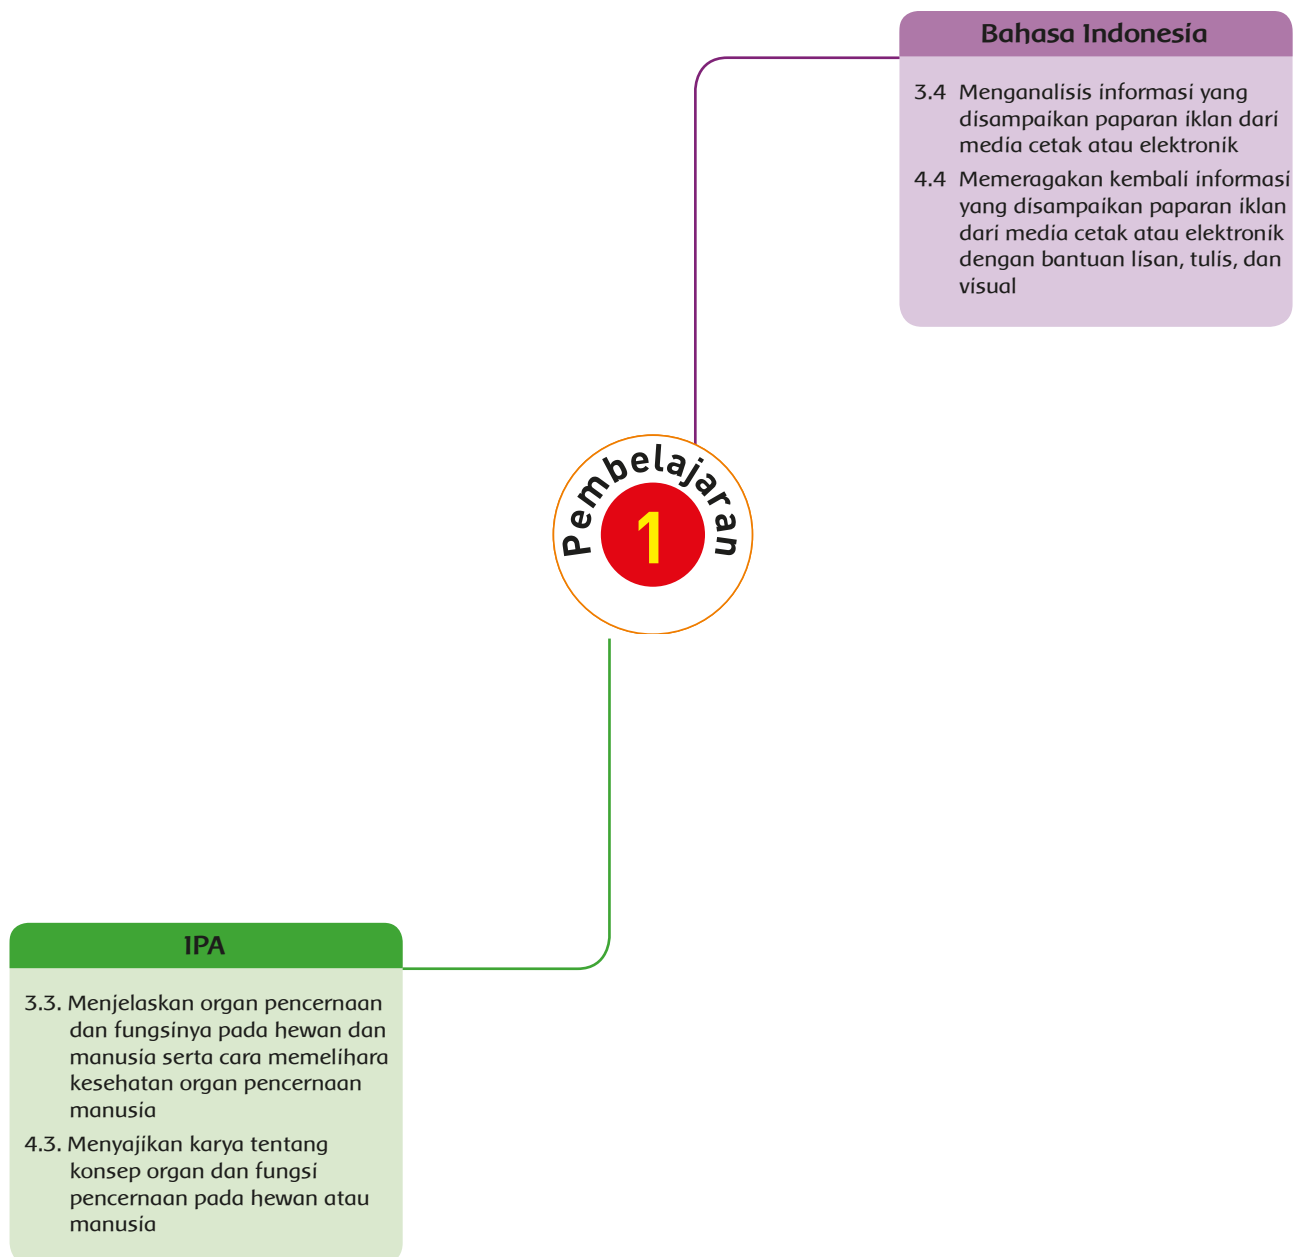 Bahasa Indonesia
3.4 Menganalisis informasi yang
disampaikan paparan iklan dari
media cetak atau elektronik
4.4 Memeragakan kembali informasi
yang disampaikan paparan iklan
dari media cetak atau elektronik
dengan bantuan lisan, tulis, dan
visual
Pembelajaran
1
IPA
3.3. Menjelaskan organ pencernaan
dan fungsinya pada hewan dan
manusia serta cara memelihara
kesehatan organ pencernaan
manusia
4.3. Menyajikan karya tentang
konsep organ dan fungsi
pencernaan pada hewan atau
manusia